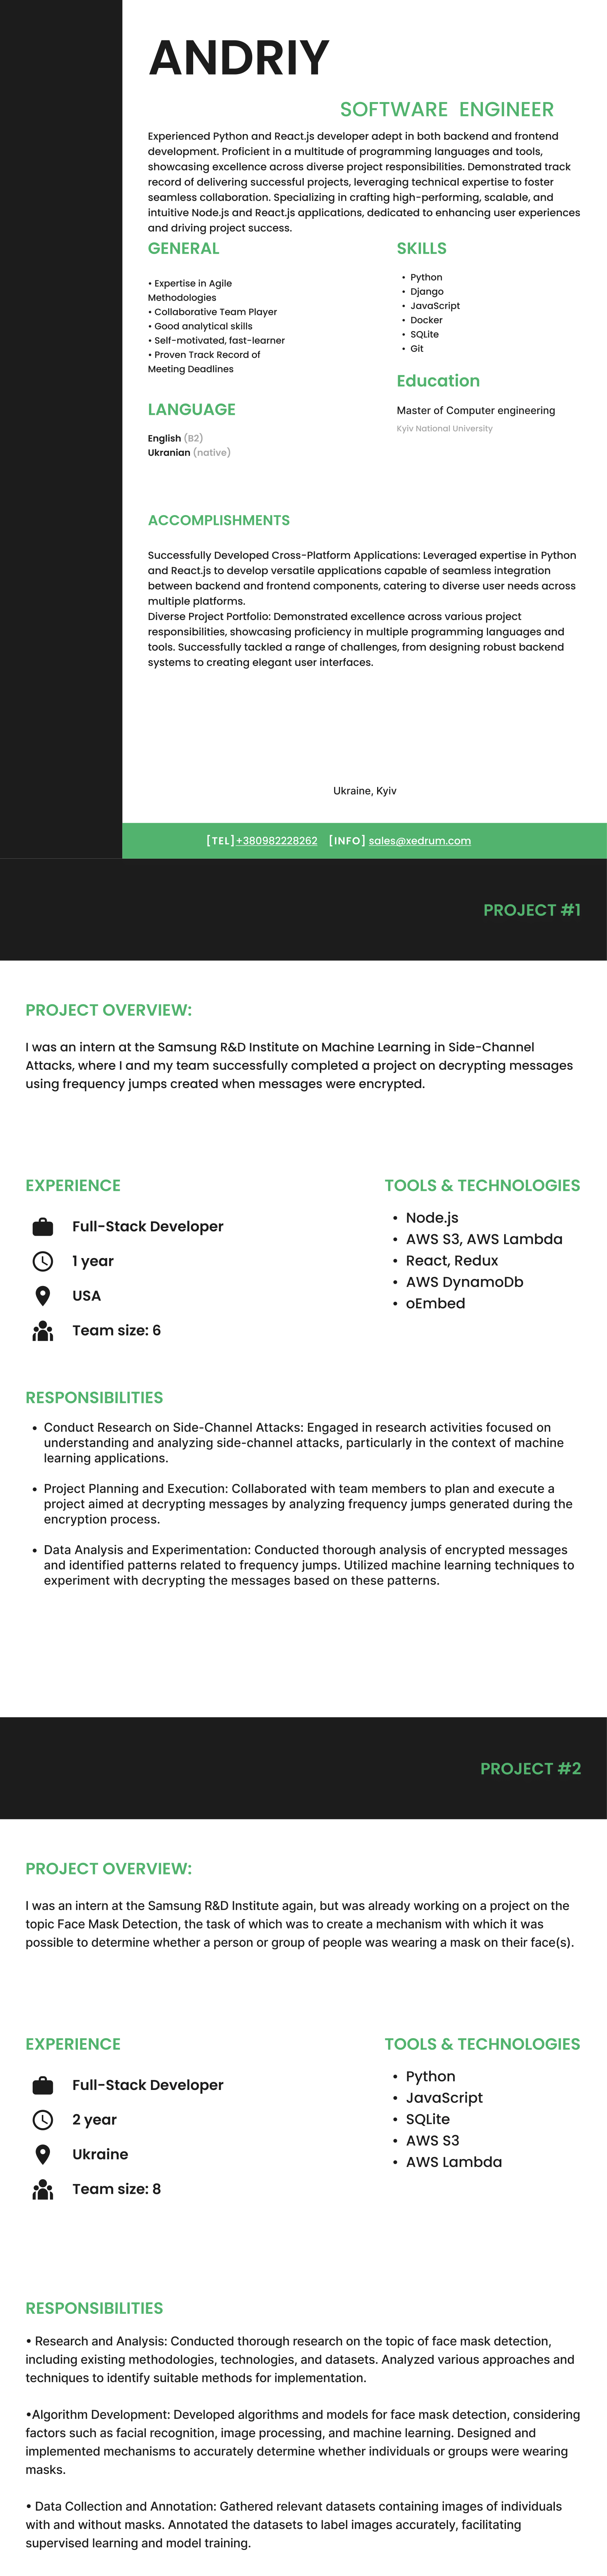 ANDRIY
SOFTWARE ENGINEER
Experienced Python and React.js developer adept in both backend and frontend
development. Proficient in a multitude of programming languages and tools,
showcasing excellence across diverse project responsibilities. Demonstrated track
record of delivering successful projects, leveraging technical expertise to foster
seamless collaboration. Specializing in crafting high-performing, scalable, and
intuitive Node.js and React.js applications, dedicated to enhancing user experiences
and driving project success.
GENERAL
• Expertise in Agile
Methodologies
• Collaborative Team Player
• Good analytical skills
• Self-motivated, fast-learner
• Proven Track Record of
Meeting Deadlines
LANGUAGE
English (B2)
Ukranian (native)
SKILLS
• Python
• Django
• JavaScript
• Docker
• SQLite
• Git
Education
Master of Computer engineering
Kyiv National University
ACCOMPLISHMENTS
Successfully Developed Cross-Platform Applications: Leveraged expertise in Python
and React.js to develop versatile applications capable of seamless integration
between backend and frontend components, catering to diverse user needs across
multiple platforms.
Diverse Project Portfolio: Demonstrated excellence across various project
responsibilities, showcasing proficiency in multiple programming languages and
tools. Successfully tackled a range of challenges, from designing robust backend
systems to creating elegant user interfaces.
Ukraine, Kyiv
[TEL]+380982228262 [INFO] sales@xedrum.com
PROJECT #1
PROJECT OVERVIEW:
I was an intern at the Samsung R&D Institute on Machine Learning in Side-Channel
Attacks, where I and my team successfully completed a project on decrypting messages
using frequency jumps created when messages were encrypted.
EXPERIENCE
Full-Stack Developer
1 year
USA
Team size: 6
TOOLS & TECHNOLOGIES
• Node.js
• AWS S3, AWS Lambda
• React, Redux
• AWS DynamoDb
• oEmbed
RESPONSIBILITIES
• Conduct Research on Side-Channel Attacks: Engaged in research activities focused on
understanding and analyzing side-channel attacks, particularly in the context of machine
learning applications.
• Project Planning and Execution: Collaborated with team members to plan and execute a
project aimed at decrypting messages by analyzing frequency jumps generated during the
encryption process.
• Data Analysis and Experimentation: Conducted thorough analysis of encrypted messages
and identified patterns related to frequency jumps. Utilized machine learning techniques to
experiment with decrypting the messages based on these patterns.
PROJECT #2
PROJECT OVERVIEW:
I was an intern at the Samsung R&D Institute again, but was already working on a project on the
topic Face Mask Detection, the task of which was to create a mechanism with which it was
possible to determine whether a person or group of people was wearing a mask on their face(s).
EXPERIENCE
Full-Stack Developer
2 year
Ukraine
Team size: 8
TOOLS & TECHNOLOGIES
• Python
• JavaScript
• SQLite
• AWS S3
• AWS Lambda
RESPONSIBILITIES
• Research and Analysis: Conducted thorough research on the topic of face mask detection,
including existing methodologies, technologies, and datasets. Analyzed various approaches and
techniques to identify suitable methods for implementation.
•Algorithm Development: Developed algorithms and models for face mask detection, considering
factors such as facial recognition, image processing, and machine learning. Designed and
implemented mechanisms to accurately determine whether individuals or groups were wearing
masks.
• Data Collection and Annotation: Gathered relevant datasets containing images of individuals
with and without masks. Annotated the datasets to label images accurately, facilitating
supervised learning and model training.